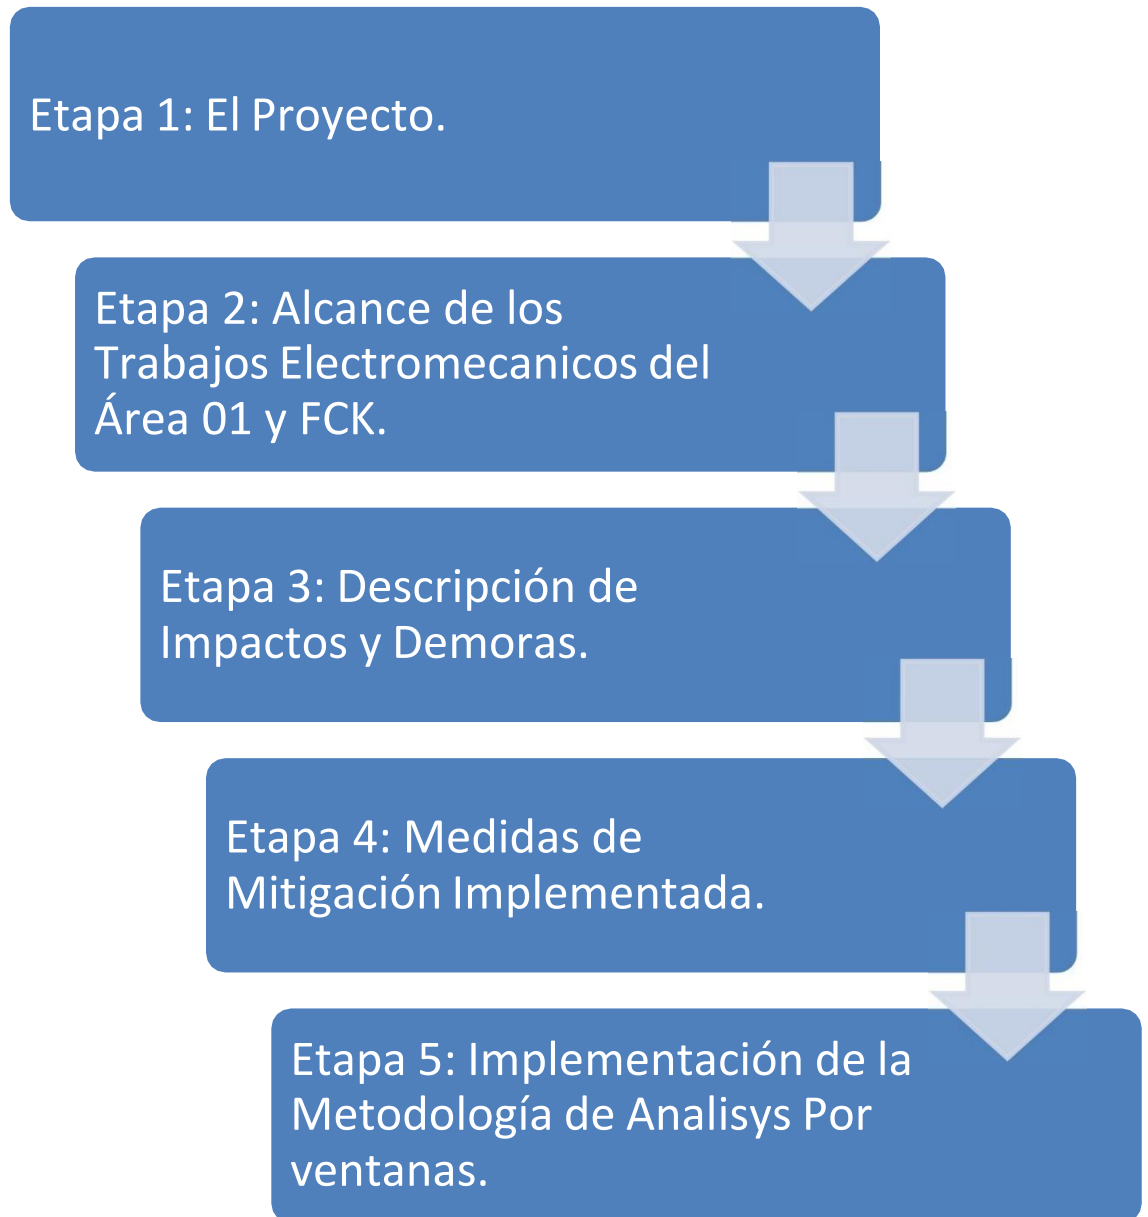 Etapa 1: El Proyecto.
Etapa 2: Alcance de los
Trabajos Electromecanicos del
Área 01 y FCK.
Etapa 3: Descripción de
Impactos y Demoras.
Etapa 4: Medidas de
Mitigación Implementada.
Etapa 5: Implementación de la
Metodología de Analisys Por
ventanas.